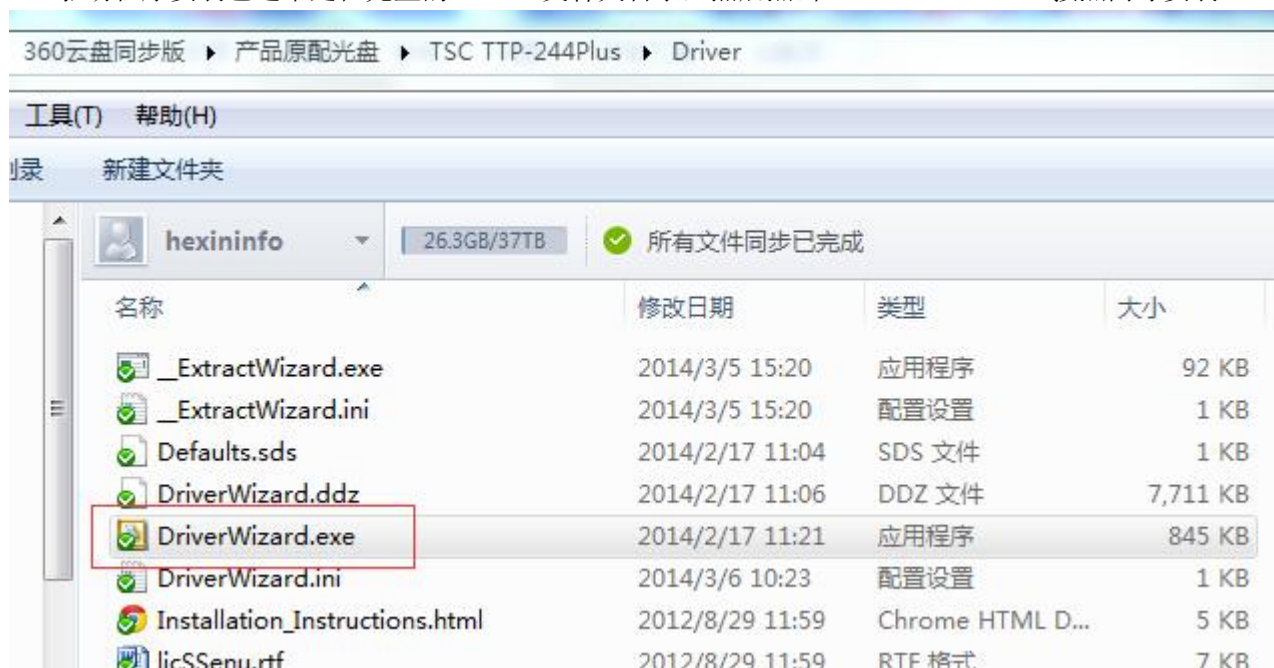 360云盘同步版 ▸ 产品原配光盘 ▸ TSC TTP-244Plus ▸ Driver
工具(T) 帮助(H)
刻录 新建文件夹
hexininfo 26.3GB/37TB 所有文件同步已完成
名称 修改日期 类型 大小
__ExtractWizard.exe 2014/3/5 15:20 应用程序 92 KB
__ExtractWizard.ini 2014/3/5 15:20 配置设置 1 KB
Defaults.sds 2014/2/17 11:04 SDS 文件 1 KB
DriverWizard.ddz 2014/2/17 11:06 DDZ 文件 7,711 KB
DriverWizard.exe 2014/2/17 11:21 应用程序 845 KB
DriverWizard.ini 2014/3/6 10:23 配置设置 1 KB
Installation_Instructions.html 2012/8/29 11:59 Chrome HTML D... 5 KB
licSSenu.rtf 2012/8/29 11:59 RTF 格式 7 KB